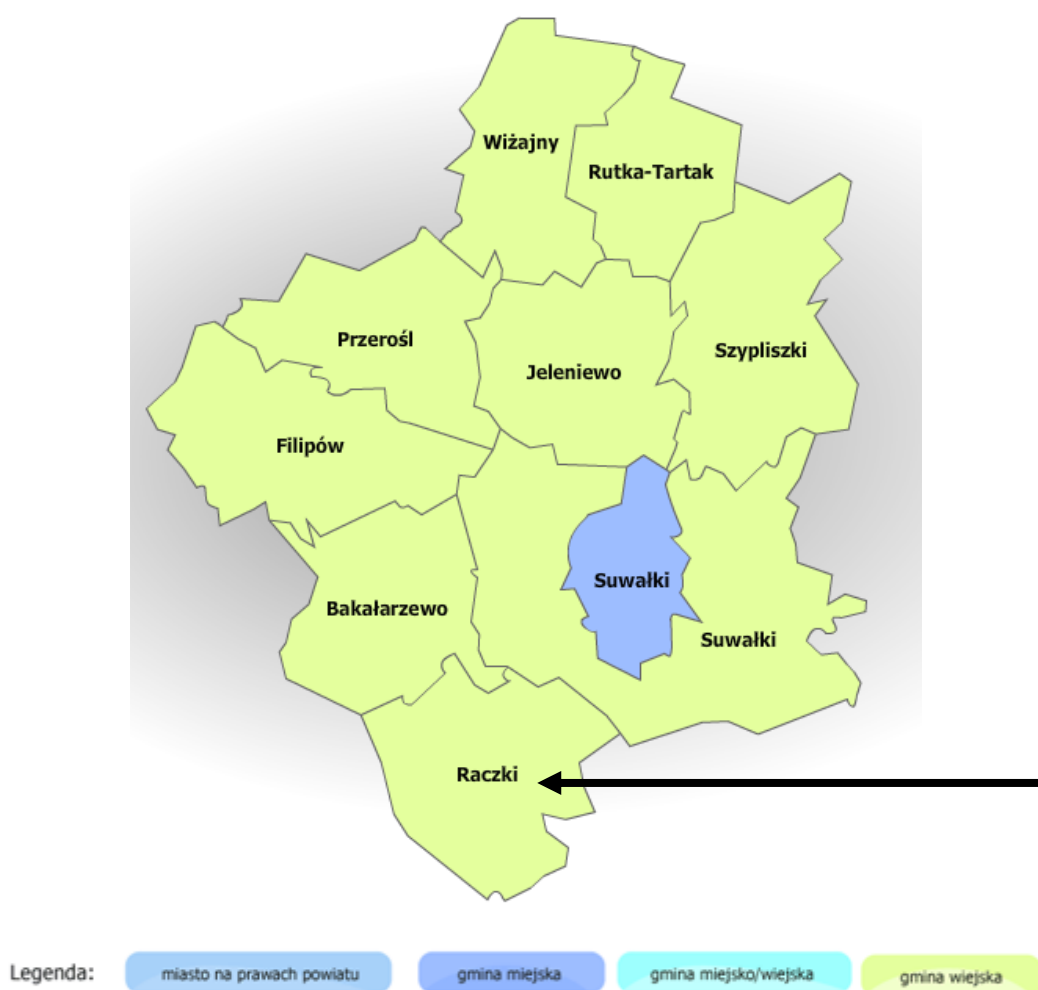 Wiżajny
Rutka-Tartak
Przerośl
Jeleniewo
Szypliszki
Filipów
Suwałki
Bakałarzewo
Suwałki
Raczki
Legenda:
miasto na prawach powiatu
gmina miejska
gmina miejsko/wiejska
gmina wiejska